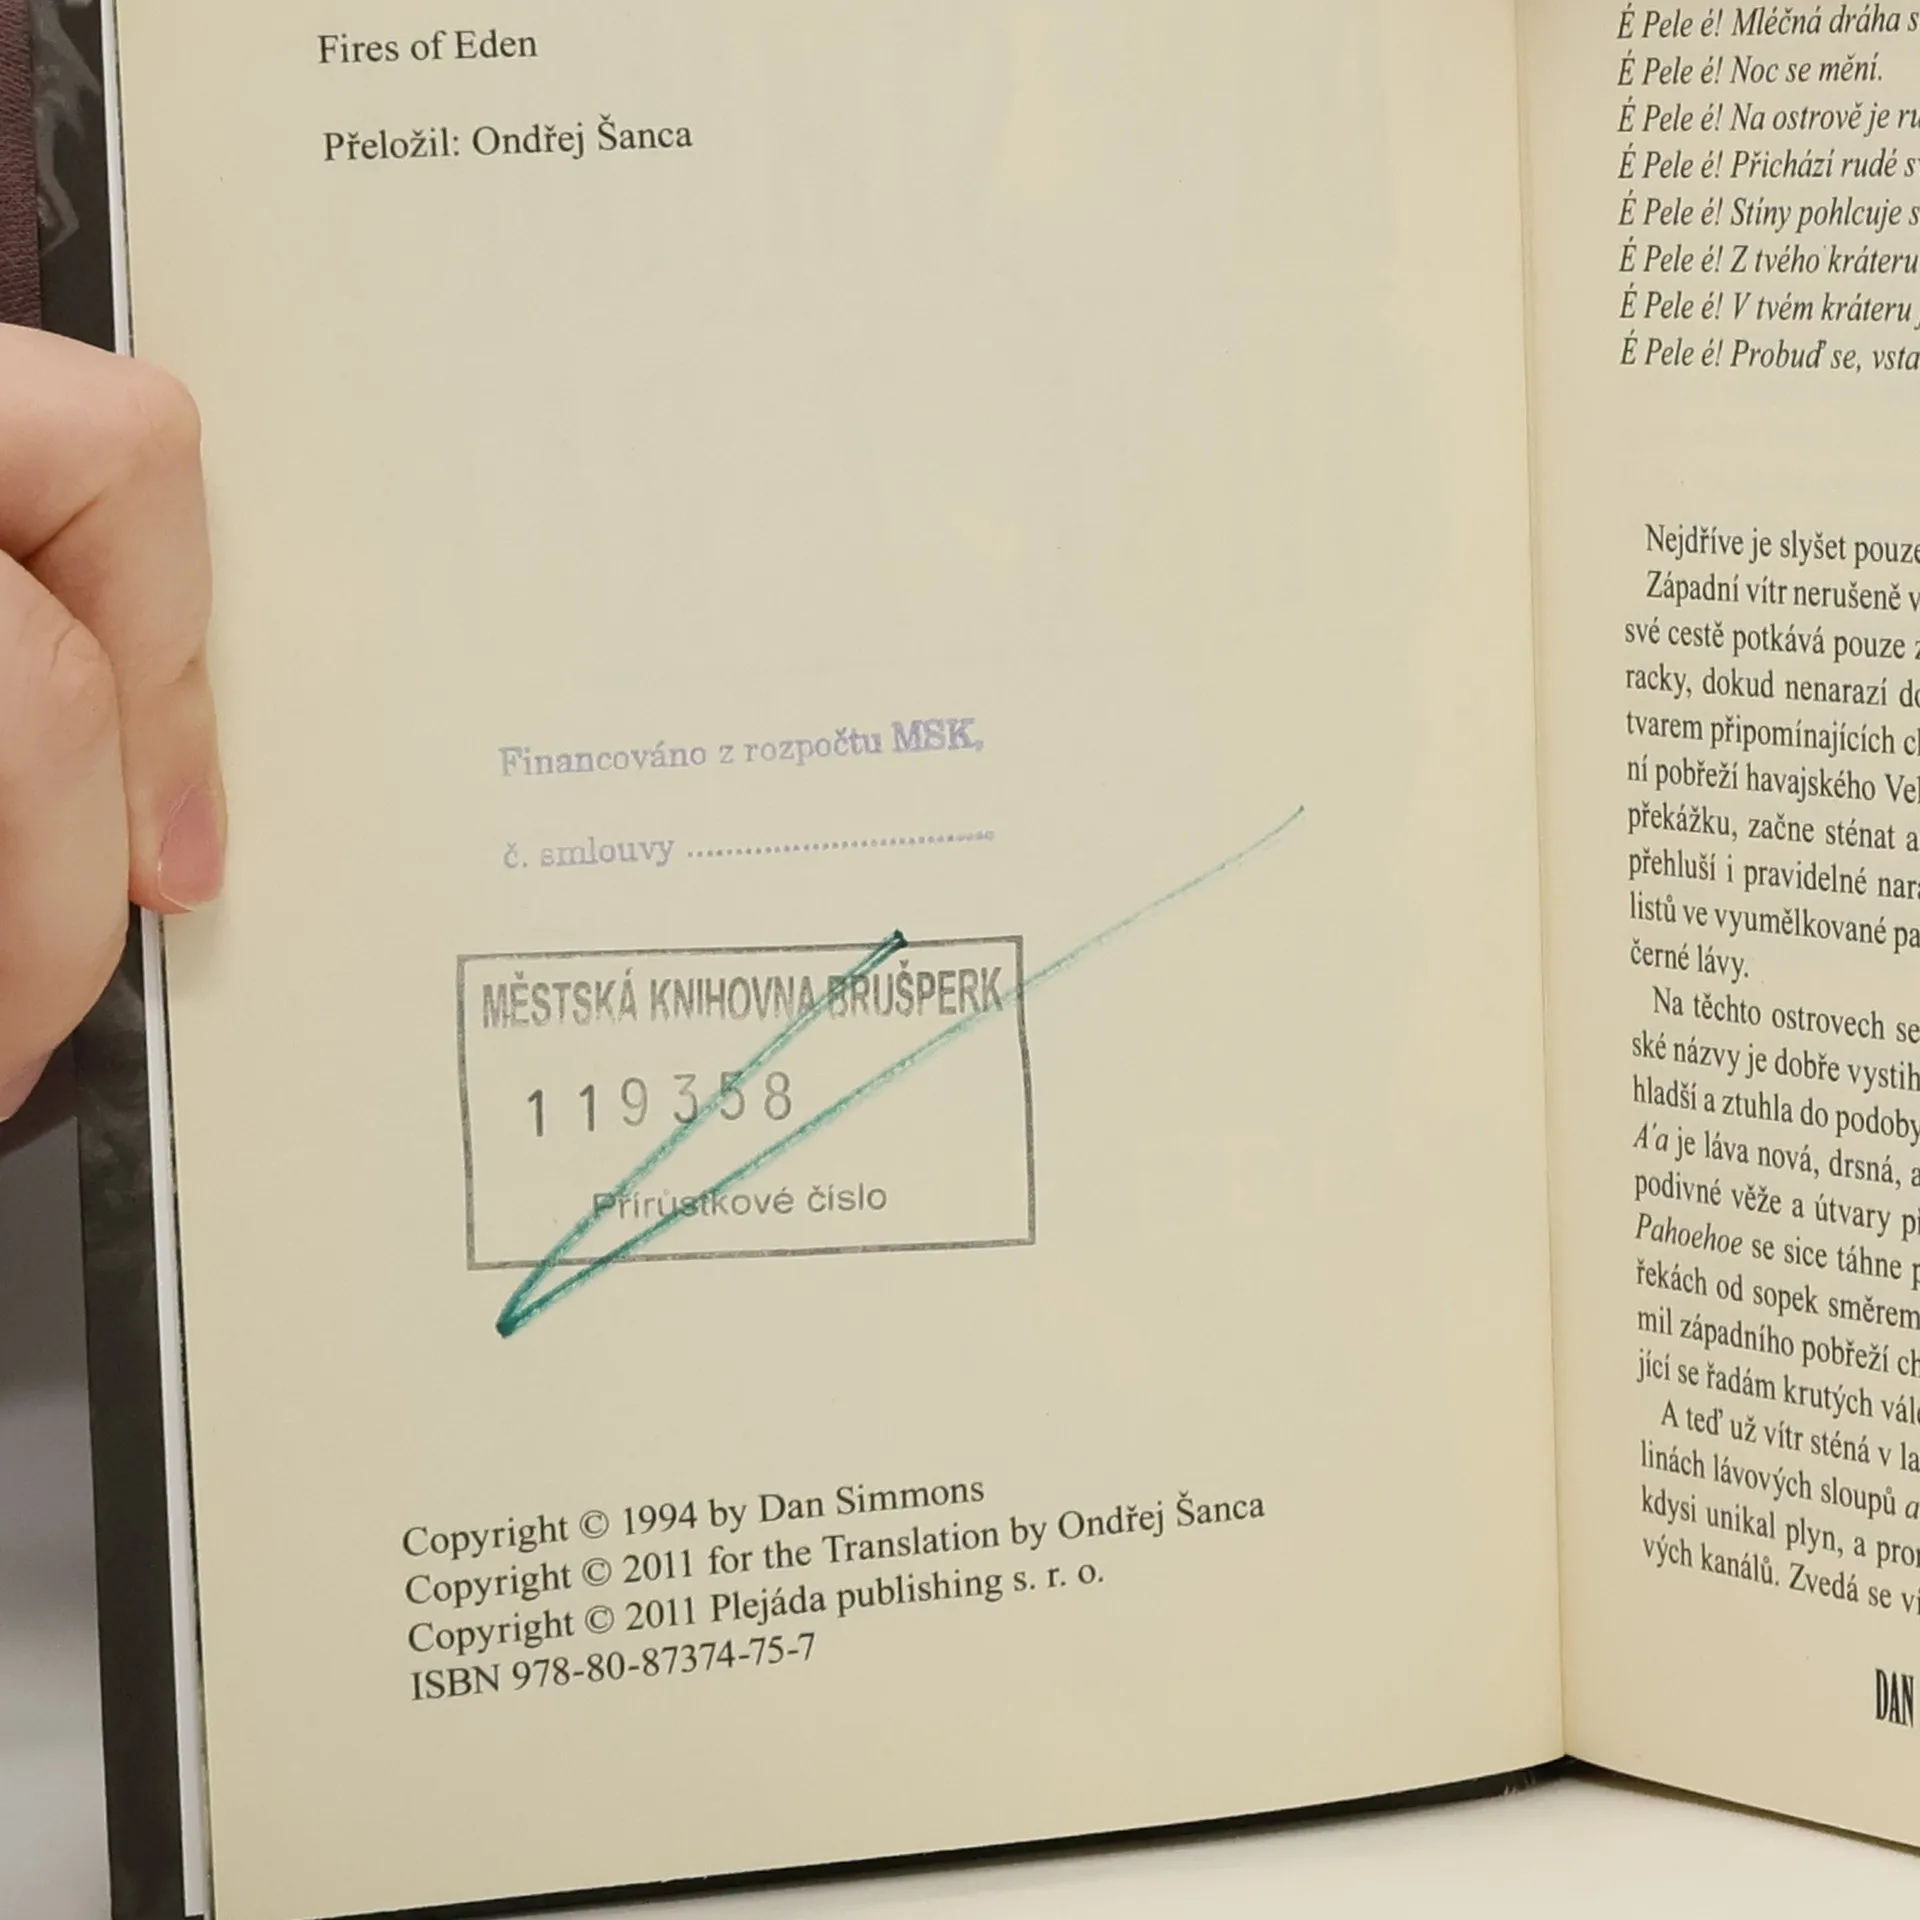 Fires of Eden
Přeložil: Ondřej Šanca
Financováno z rozpočtu MSK,
č. smlouvy ................................
MĚSTSKÁ KNIHOVNA BRUŠPERK
119358
Přírůstkové číslo
Copyright © 1994 by Dan Simmons
Copyright © 2011 for the Translation by Ondřej Šanca
Copyright © 2011 Plejáda publishing s. r. o.
ISBN 978-80-87374-75-7
É Pele é! Mléčná dráha
É Pele é! Noc se mění.
É Pele é! Na ostrově je
É Pele é! Přichází rudé
É Pele é! Stíny pohlcuje
É Pele é! Z tvého kráteru
É Pele é! V tvém kráteru
É Pele é! Probuď se,
Nejdříve je slyšet pouze
Západní vítr nerušeně
své cestě potkává pouze
racky, dokud nenarazí
tvarem připomínajících
ní pobřeží havajského
překážku, začne sténat a
přehluší i pravidelné
listů ve vyumělkované
černé lávy.
Na těchto ostrovech se
ské názvy je dobře
hladší a ztuhla do podoby
A'a je láva nová, drsná,
podivné věže a útvary
Pahoehoe se sice táhne
řekách od sopek směrem
mil západního pobřeží
jící se řadám krutých
A teď už vítr sténá v
linách lávových sloupů
kdysi unikal plyn, a
vých kanálů. Zvedá se
DAN